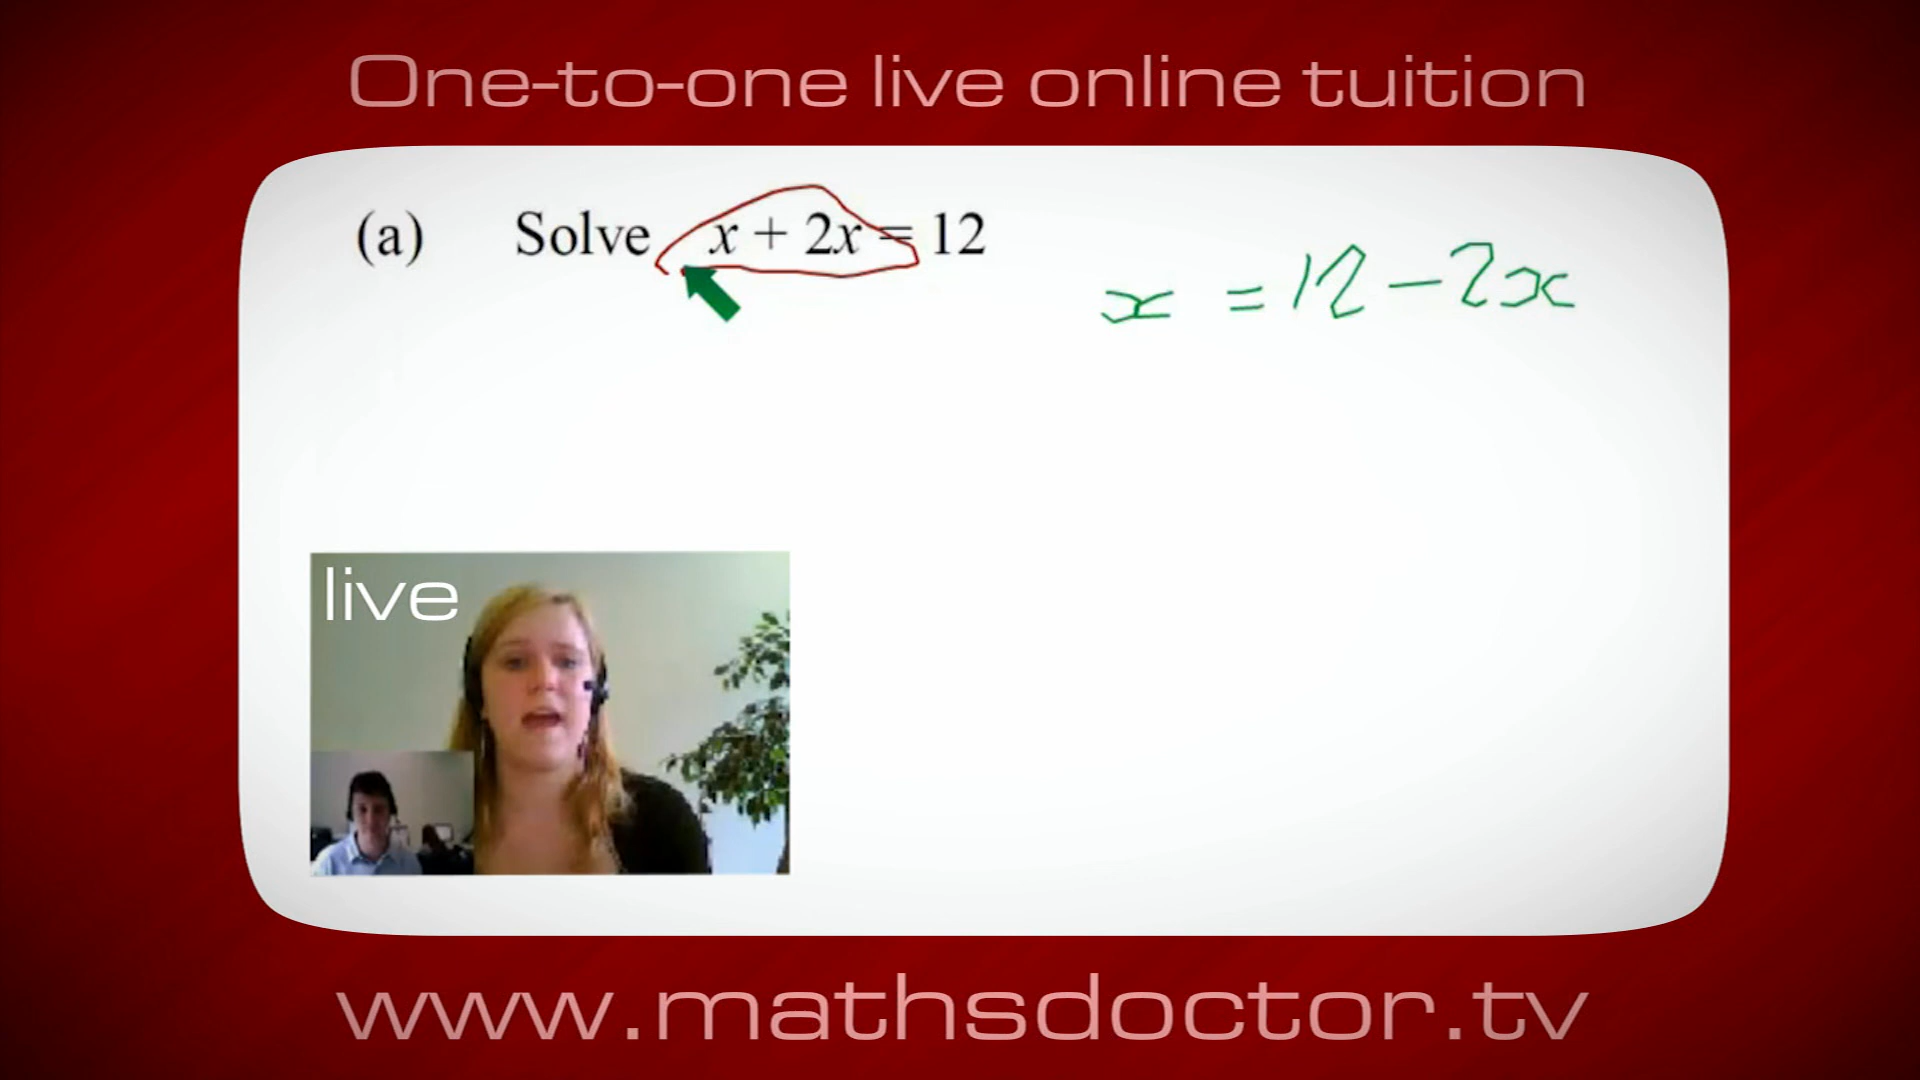 One-to-one live online tuition
(a) Solve x + 2x = 12
x = 12 - 2x
live
www.mathsdoctor.tv